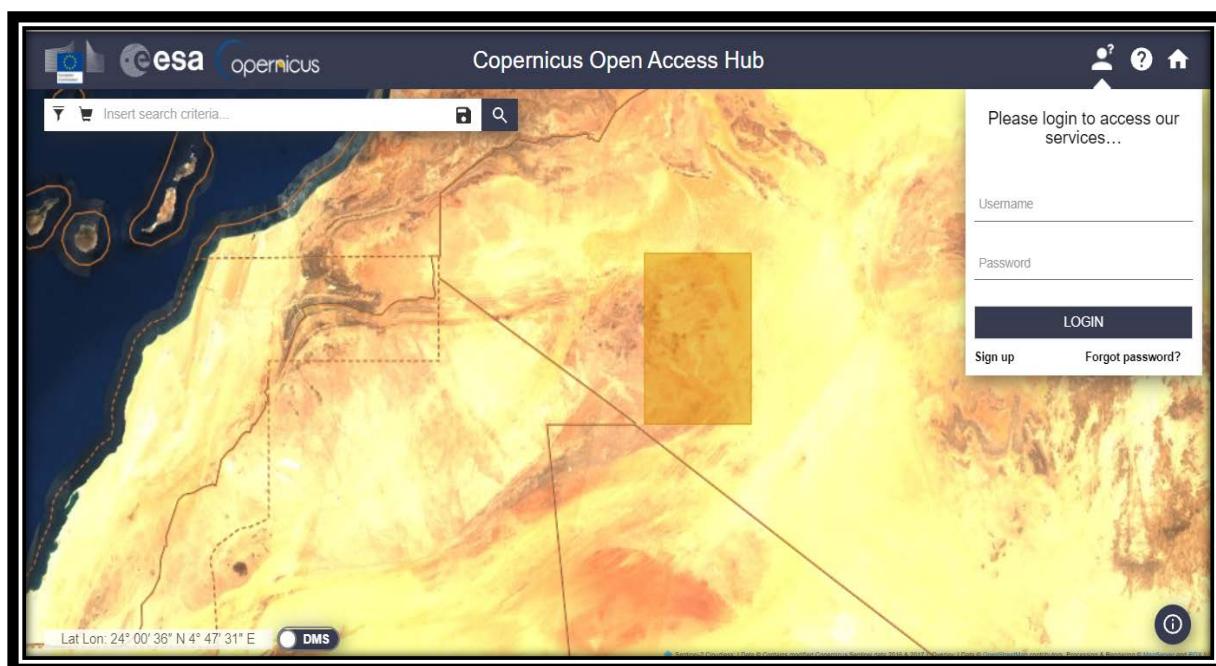 esa
opernicus
Copernicus Open Access Hub
Insert search criteria...
Please login to access our
services...
Username
Password
LOGIN
Sign up Forgot password?
Lat Lon: 24° 00' 36" N 4° 47' 31" E
DMS